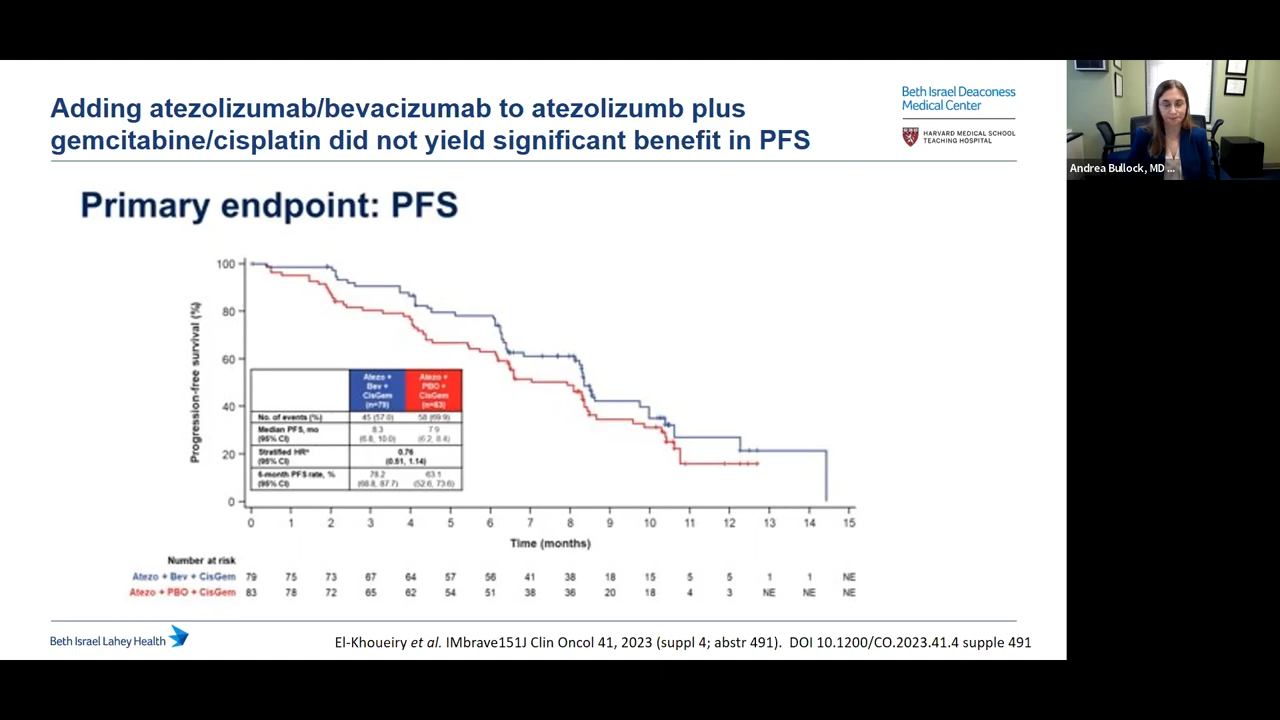 Adding atezolizumab/bevacizumab to atezolizumb plus
gemcitabine/cisplatin did not yield significant benefit in PFS
Beth Israel Deaconess
Medical Center
HARVARD MEDICAL SCHOOL
TEACHING HOSPITAL
Andrea Bullock, MD ...
Primary endpoint: PFS
Progression-free survival (%)
100
80
60
40
20
0
Atezo + Bev + CisGem (n=79)
Atezo + PBO + CisGem (n=83)
No. of events (%) 45 (57.0) 58 (69.9)
Median PFS, mo 8.3 7.9
(95% CI) (6.8, 10.0) (6.2, 8.4)
Stratified HR* 0.76
(95% CI) (0.51, 1.14)
6-month PFS rate, % 78.2 63.1
(95% CI) (68.8, 87.7) (52.6, 73.6)
0 1 2 3 4 5 6 7 8 9 10 11 12 13 14 15
Time (months)
Number at risk
Atezo + Bev + CisGem 79 75 73 67 64 57 56 41 38 18 15 5 5 1 1 NE
Atezo + PBO + CisGem 83 78 72 65 62 54 51 38 36 20 18 4 3 NE NE NE
Beth Israel Lahey Health
El-Khoueiry et al. IMbrave151J Clin Oncol 41, 2023 (suppl 4; abstr 491). DOI 10.1200/CO.2023.41.4 supple 491